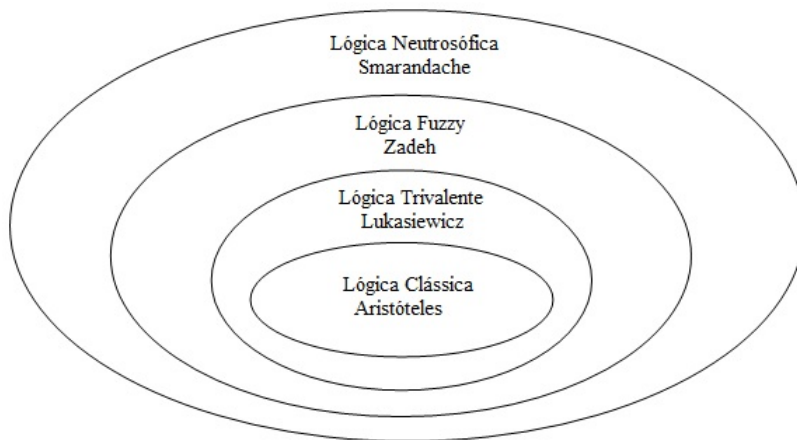 Lógica Neutrosófica
Smarandache
Lógica Fuzzy
Zadeh
Lógica Trivalente
Lukasiewicz
Lógica Clássica
Aristóteles